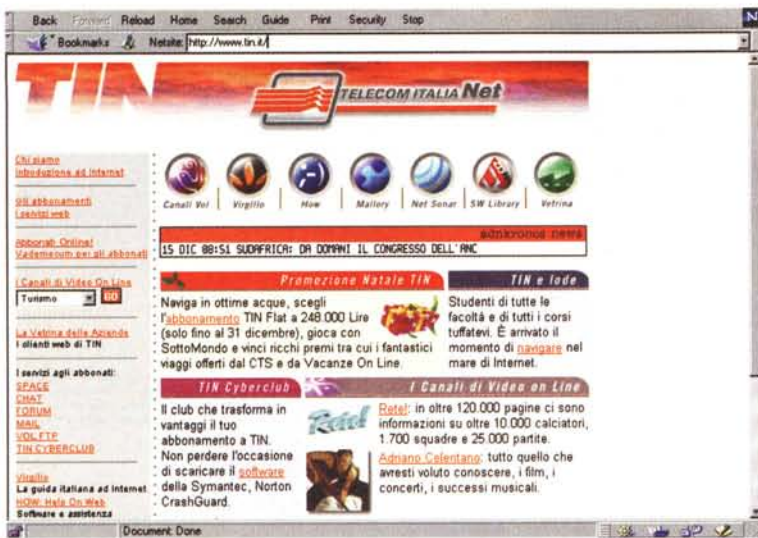 Back Forward Reload Home Search Guide Print Security Stop
Bookmarks Netsite: http://www.tin.it/
TIN
TELECOM ITALIA Net
Chi siamo
Introduzione ad Internet
Gli abbonamenti
I servizi web
Abbonati Online!
Vademecum per gli abbonati
I Canali di Video On Line
Turismo GO
La Vetrina delle Aziende
I clienti web di TIN
I servizi agli abbonati:
SPACE
CHAT
FORUM
MAIL
VOL FTP
TIN CYBERCLUB
Virgilio
La guida italiana ad Internet
HOW: Help On Web
Software e assistenza
Canali Vol Virgilio How Mallory Net Sonar SW Library Vetrina
adnkronos news
15 DIC 08:51 SUDAFRICA: DA DOMANI IL CONGRESSO DELL'ANC
Promozione Natale TIN
Naviga in ottime acque, scegli
l'abbonamento TIN Flat a 248.000 Lire
(solo fino al 31 dicembre), gioca con
SottoMondo e vinci ricchi premi tra cui i fantastici
viaggi offerti dal CTS e da Vacanze On Line.
TIN e lode
Studenti di tutte le
facoltà e di tutti i corsi
tuffatevi. È arrivato il
momento di navigare nel
mare di Internet.
TIN Cyberclub
Il club che trasforma in
vantaggi il tuo
abbonamento a TIN.
Non perdere l'occasione
di scaricare il software
della Symantec, Norton
CrashGuard.
I Canali di Video on Line
Rete!
Rete!: in oltre 120.000 pagine ci sono
informazioni su oltre 10.000 calciatori,
1.700 squadre e 25.000 partite.
Adriano Celentano: tutto quello che
avresti voluto conoscere, i film, i
concerti, i successi musicali.
Document: Done